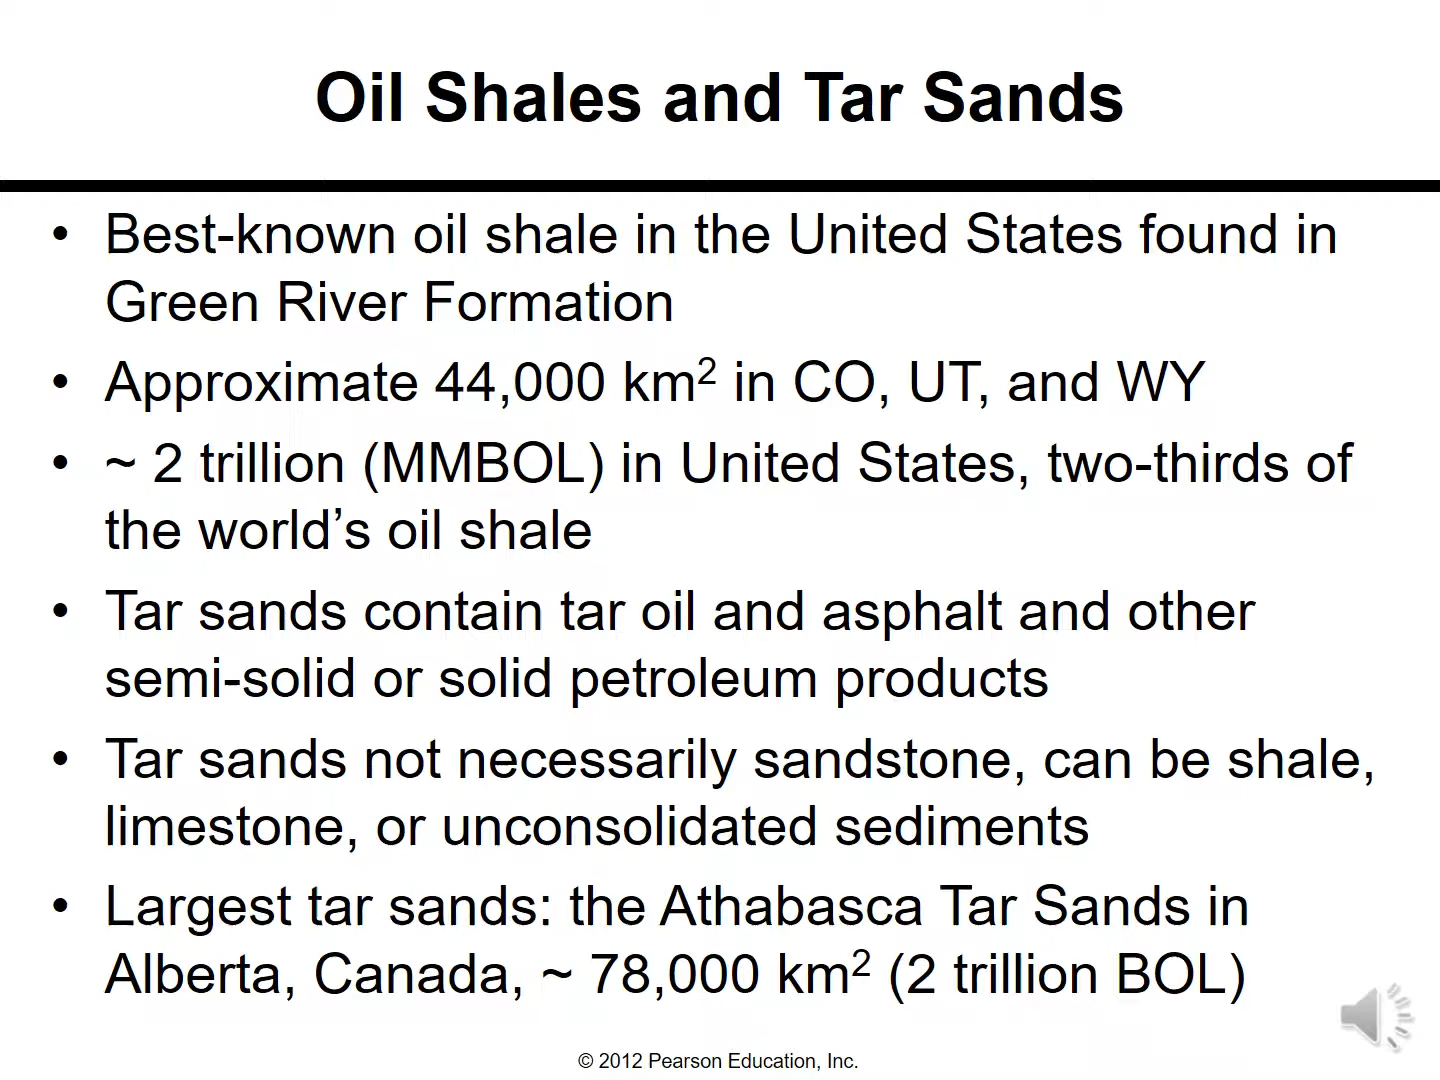 Oil Shales and Tar Sands
• Best-known oil shale in the United States found in
Green River Formation
• Approximate 44,000 km² in CO, UT, and WY
• ~ 2 trillion (MMBOL) in United States, two-thirds of
the world’s oil shale
• Tar sands contain tar oil and asphalt and other
semi-solid or solid petroleum products
• Tar sands not necessarily sandstone, can be shale,
limestone, or unconsolidated sediments
• Largest tar sands: the Athabasca Tar Sands in
Alberta, Canada, ~ 78,000 km² (2 trillion BOL)
© 2012 Pearson Education, Inc.